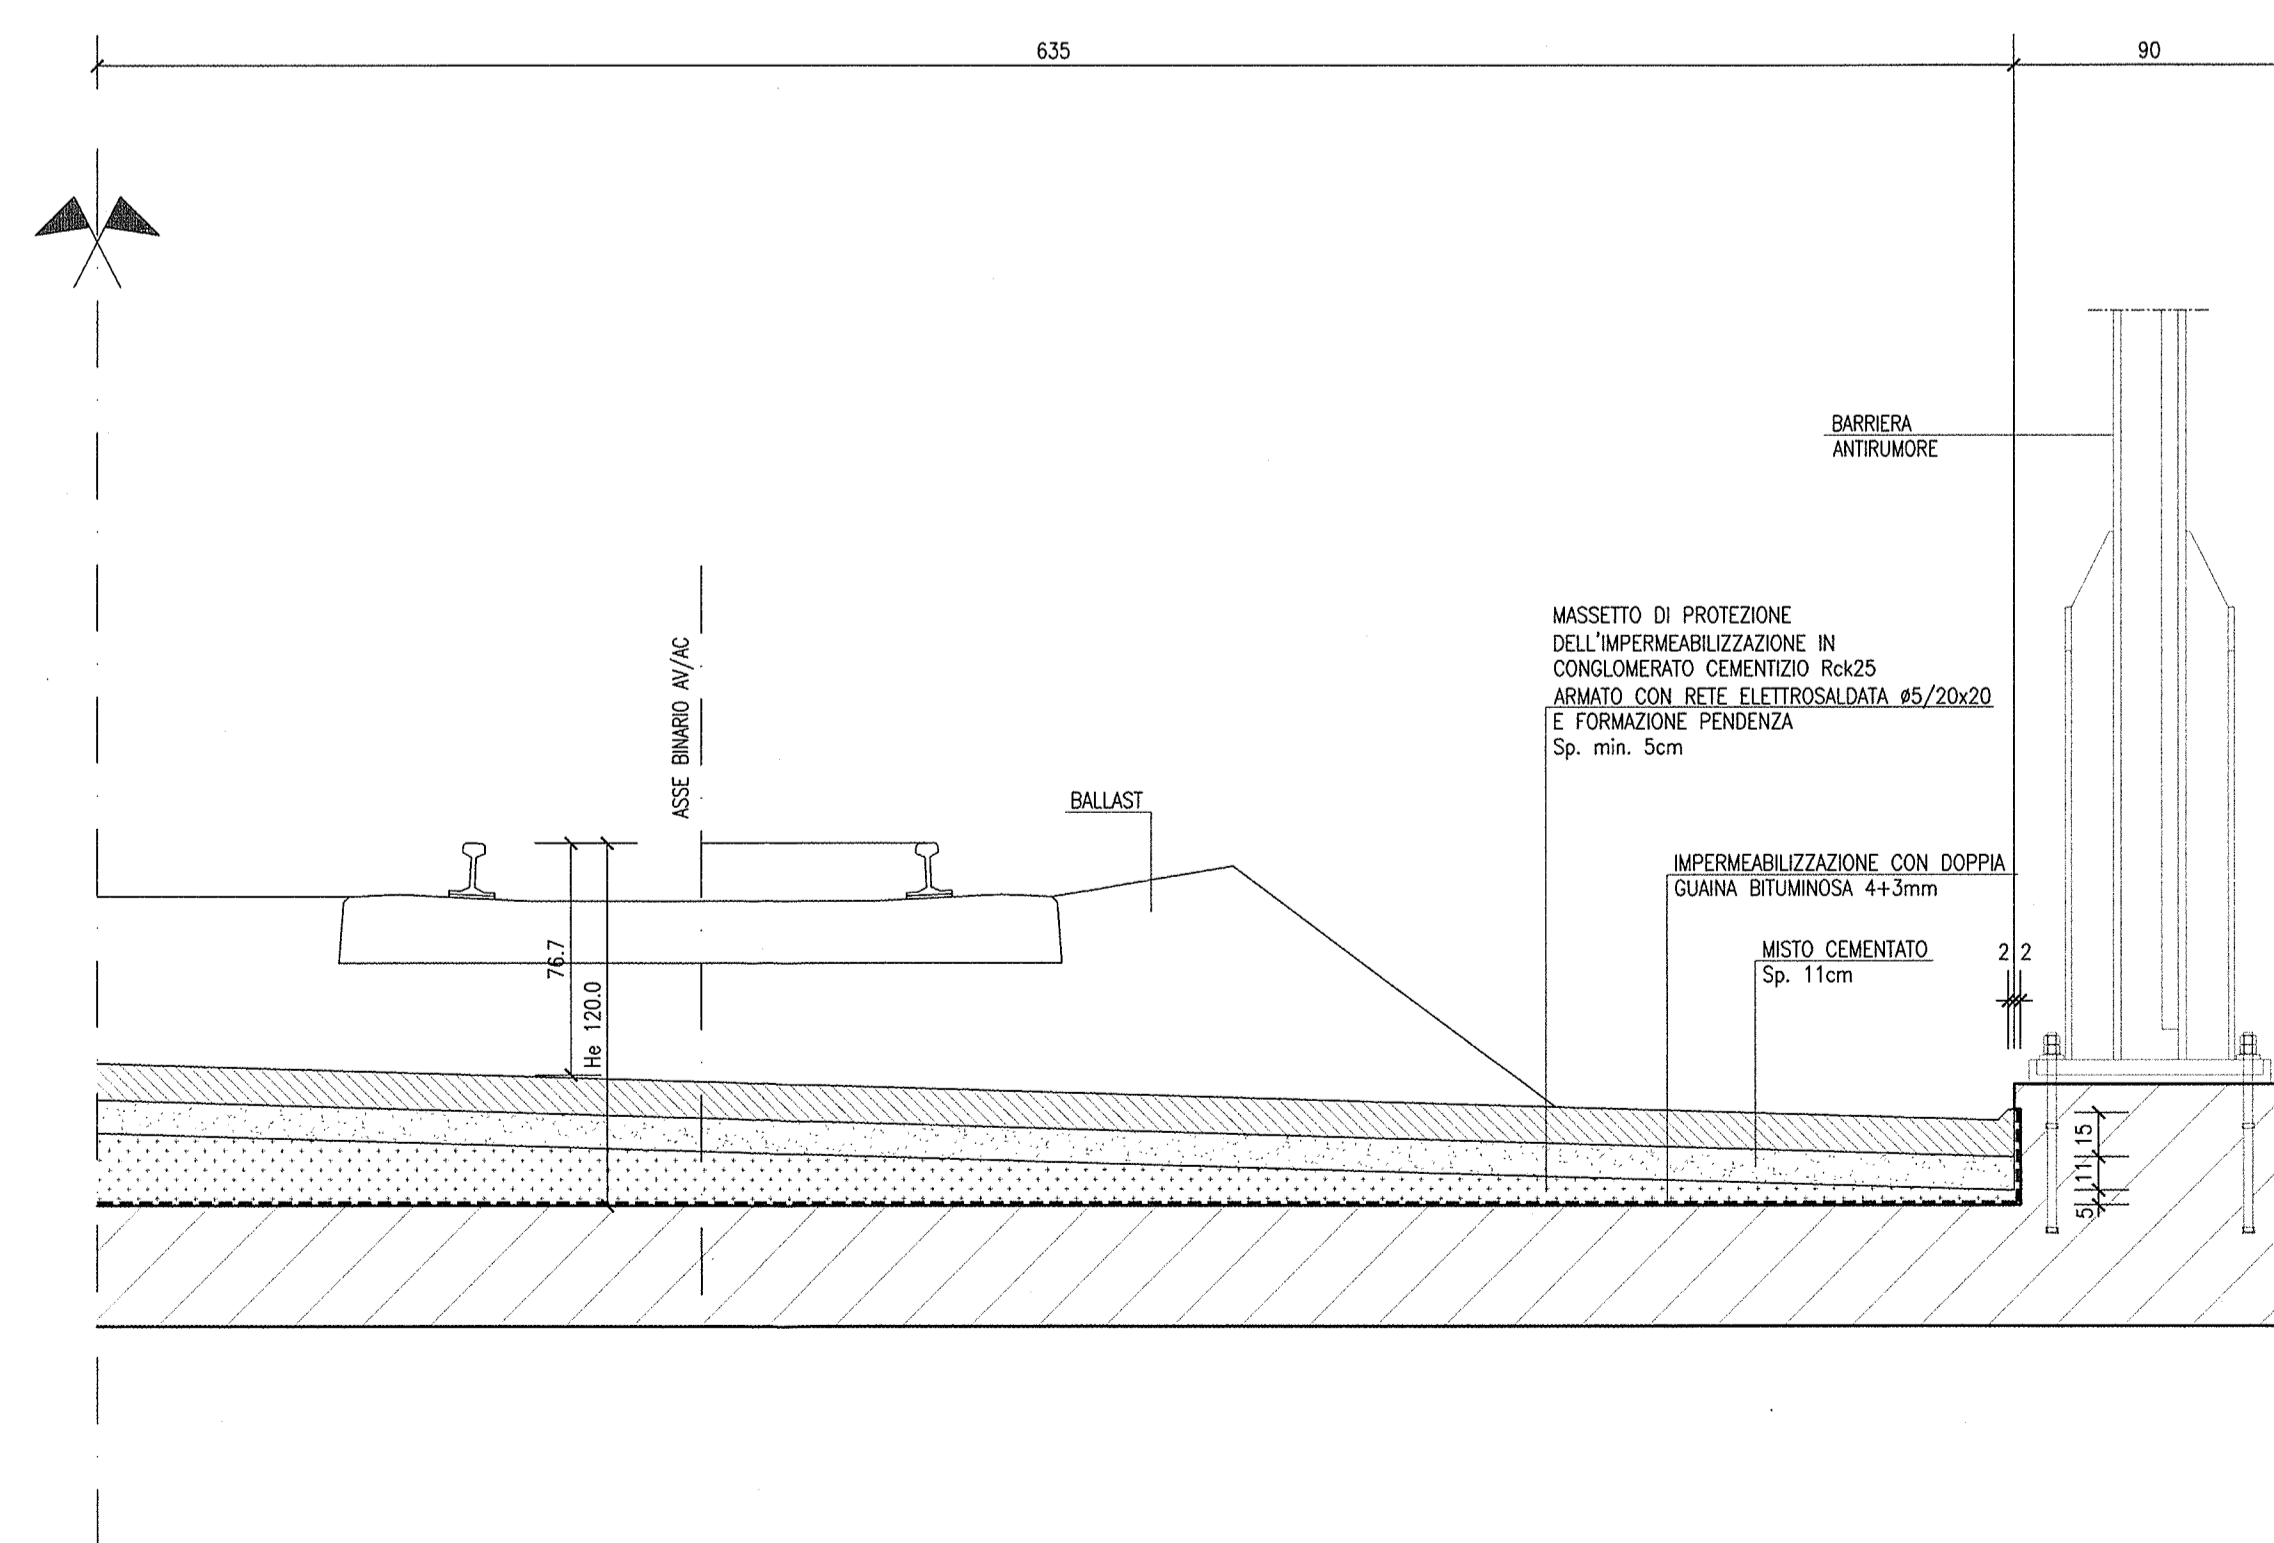 635
90
BARRIERA
ANTIRUMORE
MASSETTO DI PROTEZIONE
DELL'IMPERMEABILIZZAZIONE IN
CONGLOMERATO CEMENTIZIO Rck25
ARMATO CON RETE ELETTROSALDATA ø5/20x20
E FORMAZIONE PENDENZA
Sp. min. 5cm
ASSE BINARIO AV/AC
BALLAST
IMPERMEABILIZZAZIONE CON DOPPIA
GUAINA BITUMINOSA 4+3mm
MISTO CEMENTATO
Sp. 11cm
2 2
76.7
He 120.0
15
11
5